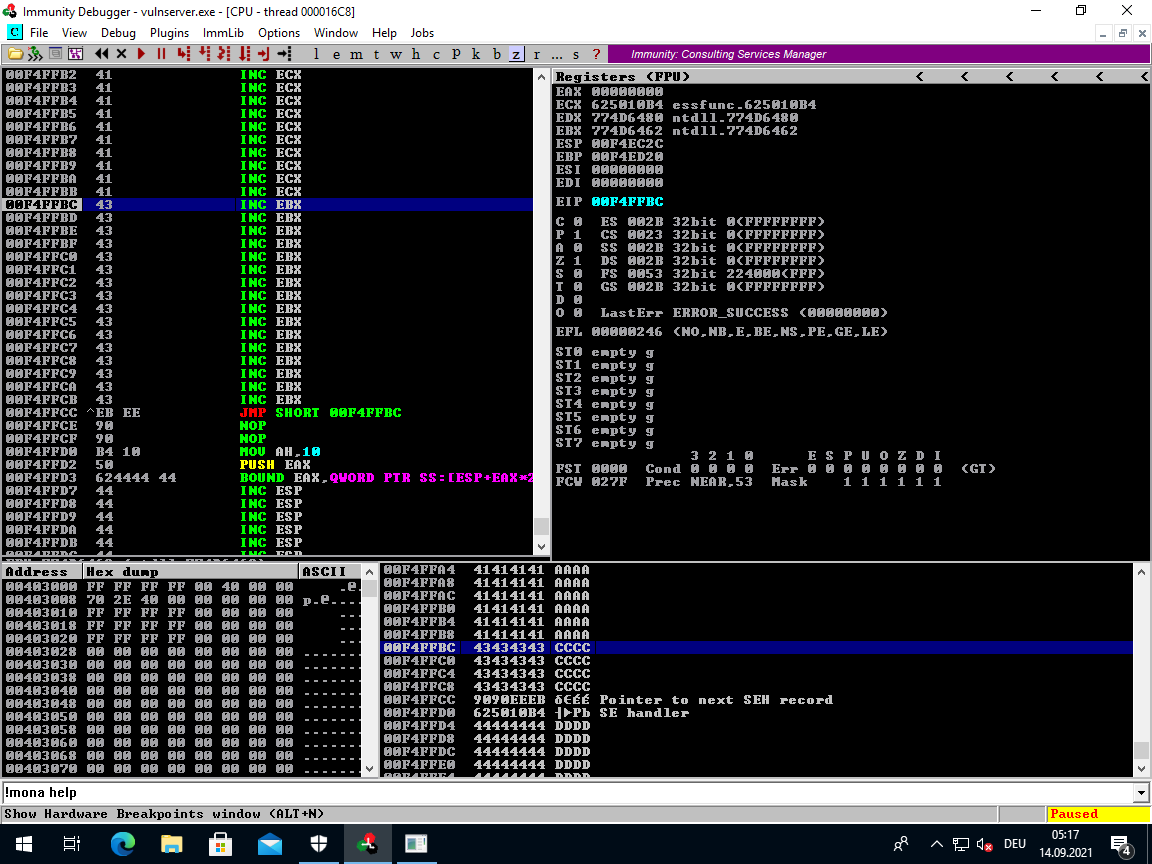 Immunity Debugger - vulnserver.exe - [CPU - thread 000016C8]
C File View Debug Plugins ImmLib Options Window Help Jobs
l e m t w h c P k b z r ... s ? Immunity: Consulting Services Manager
00F4FFB2 41 INC ECX
00F4FFB3 41 INC ECX
00F4FFB4 41 INC ECX
00F4FFB5 41 INC ECX
00F4FFB6 41 INC ECX
00F4FFB7 41 INC ECX
00F4FFB8 41 INC ECX
00F4FFB9 41 INC ECX
00F4FFBA 41 INC ECX
00F4FFBB 41 INC ECX
00F4FFBC 43 INC EBX
00F4FFBD 43 INC EBX
00F4FFBE 43 INC EBX
00F4FFBF 43 INC EBX
00F4FFC0 43 INC EBX
00F4FFC1 43 INC EBX
00F4FFC2 43 INC EBX
00F4FFC3 43 INC EBX
00F4FFC4 43 INC EBX
00F4FFC5 43 INC EBX
00F4FFC6 43 INC EBX
00F4FFC7 43 INC EBX
00F4FFC8 43 INC EBX
00F4FFC9 43 INC EBX
00F4FFCA 43 INC EBX
00F4FFCB 43 INC EBX
00F4FFCC ^EB EE JMP SHORT 00F4FFBC
00F4FFCE 90 NOP
00F4FFCF 90 NOP
00F4FFD0 B4 10 MOV AH,10
00F4FFD2 50 PUSH EAX
00F4FFD3 624444 44 BOUND EAX,QWORD PTR SS:[ESP+EAX*2
00F4FFD7 44 INC ESP
00F4FFD8 44 INC ESP
00F4FFD9 44 INC ESP
00F4FFDA 44 INC ESP
00F4FFDB 44 INC ESP
Registers (FPU) < < < < < <
EAX 00000000
ECX 625010B4 essfunc.625010B4
EDX 774D6480 ntdll.774D6480
EBX 774D6462 ntdll.774D6462
ESP 00F4EC2C
EBP 00F4ED20
ESI 00000000
EDI 00000000
EIP 00F4FFBC
C 0 ES 002B 32bit 0(FFFFFFFF)
P 1 CS 0023 32bit 0(FFFFFFFF)
A 0 SS 002B 32bit 0(FFFFFFFF)
Z 1 DS 002B 32bit 0(FFFFFFFF)
S 0 FS 0053 32bit 224000(FFF)
T 0 GS 002B 32bit 0(FFFFFFFF)
D 0
O 0 LastErr ERROR_SUCCESS (00000000)
EFL 00000246 (NO,NB,E,BE,NS,PE,GE,LE)
ST0 empty g
ST1 empty g
ST2 empty g
ST3 empty g
ST4 empty g
ST5 empty g
ST6 empty g
ST7 empty g
3 2 1 0 E S P U O Z D I
FST 0000 Cond 0 0 0 0 Err 0 0 0 0 0 0 0 0 (GT)
FCW 027F Prec NEAR,53 Mask 1 1 1 1 1 1
Address Hex dump ASCII
00403000 FF FF FF FF 00 40 00 00 .@.
00403008 70 2E 40 00 00 00 00 00 p.@....
00403010 FF FF FF FF 00 00 00 00 ...
00403018 FF FF FF FF 00 00 00 00 ...
00403020 FF FF FF FF 00 00 00 00 ...
00403028 00 00 00 00 00 00 00 00 .......
00403030 00 00 00 00 00 00 00 00 .......
00403038 00 00 00 00 00 00 00 00 .......
00403040 00 00 00 00 00 00 00 00 .......
00403048 00 00 00 00 00 00 00 00 .......
00403050 00 00 00 00 00 00 00 00 .......
00403058 00 00 00 00 00 00 00 00 .......
00403060 00 00 00 00 00 00 00 00 .......
00403068 00 00 00 00 00 00 00 00 .......
00403070 00 00 00 00 00 00 00 00 .......
00F4FFA4 41414141 AAAA
00F4FFA8 41414141 AAAA
00F4FFAC 41414141 AAAA
00F4FFB0 41414141 AAAA
00F4FFB4 41414141 AAAA
00F4FFB8 41414141 AAAA
00F4FFBC 43434343 CCCC
00F4FFC0 43434343 CCCC
00F4FFC4 43434343 CCCC
00F4FFC8 43434343 CCCC
00F4FFCC 9090EEEB δεÉÉ Pointer to next SEH record
00F4FFD0 625010B4 ┤►Pb SE handler
00F4FFD4 44444444 DDDD
00F4FFD8 44444444 DDDD
00F4FFDC 44444444 DDDD
00F4FFE0 44444444 DDDD
00F4FFE4 44444444 DDDD
!mona help
Show Hardware Breakpoints window (ALT+N) Paused
DEU
05:17
14.09.2021
4